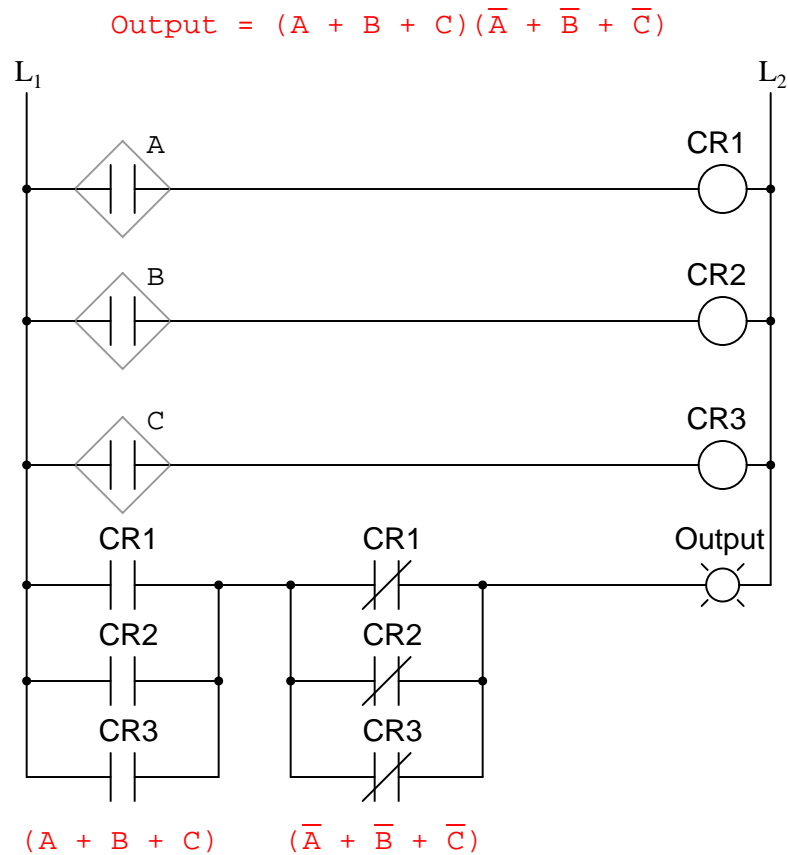 Output = (A + B + C)(A̅ + B̅ + C̅)
L₁ L₂
A CR1
B CR2
C CR3
CR1 CR1 Output
CR2 CR2
CR3 CR3
(A + B + C) (A̅ + B̅ + C̅)